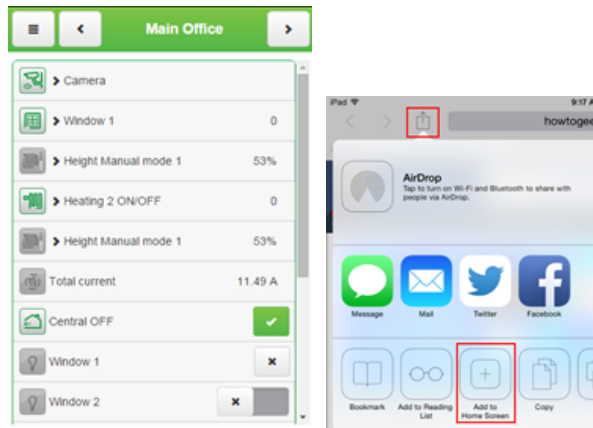 Main Office
Camera
Window 1 0
Height Manual mode 1 53%
Heating 2 ON/OFF 0
Height Manual mode 1 53%
Total current 11.49 A
Central OFF
Window 1
Window 2
iPad 9:17 A
howtogee
AirDrop
Tap to turn on Wi-Fi and Bluetooth to share with
people via AirDrop.
Message Mail Twitter Facebook
Bookmark Add to Reading
List Add to
Home Screen Copy